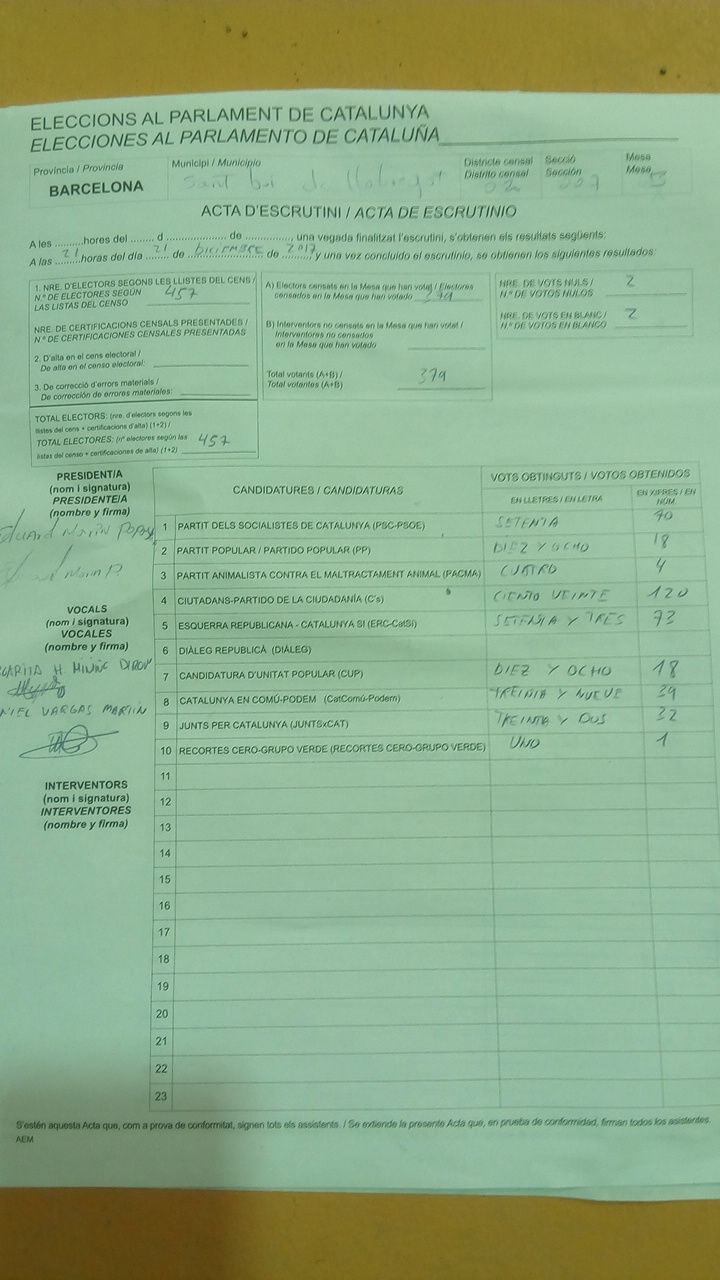 ELECCIONS AL PARLAMENT DE CATALUNYA
ELECCIONES AL PARLAMENTO DE CATALUÑA
Província / Provincia
BARCELONA
Municipi / Municipio
Sant boi de llobregat
Districte censal
Distrito censal
02
Secció
Sección
007
Mesa
Mesa
B
ACTA D'ESCRUTINI / ACTA DE ESCRUTINIO
A les .........hores del ........ d ..................... de ..............., una vegada finalitzat l'escrutini, s'obtenen els resultats següents:
A las 21 horas del día 21 de DICIEMBRE de 2017 y una vez concluido el escrutinio, se obtienen los siguientes resultados:
1. NRE. D'ELECTORS SEGONS LES LLISTES DEL CENS /
N.º DE ELECTORES SEGÚN
LAS LISTAS DEL CENSO
457
NRE. DE CERTIFICACIONS CENSALS PRESENTADES /
N.º DE CERTIFICACIONES CENSALES PRESENTADAS
2. D'alta en el cens electoral /
De alta en el censo electoral:
3. De correcció d'errors materials /
De corrección de errores materiales:
TOTAL ELECTORS: (nre. d'electors segons les
llistes del cens + certificacions d'alta) (1+2) /
TOTAL ELECTORES: (nº electores según las
listas del censo + certificaciones de alta) (1+2)
457
A) Electors censats en la Mesa que han votat / Electores
censados en la Mesa que han votado
379
B) Interventors no censats en la Mesa que han votat /
Interventores no censados
en la Mesa que han votado
Total votants (A+B) /
Total votantes (A+B)
379
NRE. DE VOTS NULS /
N.º DE VOTOS NULOS
2
NRE. DE VOTS EN BLANC /
N.º DE VOTOS EN BLANCO
2
PRESIDENT/A
(nom i signatura)
PRESIDENTE/A
(nombre y firma)
VOCALS
(nom i signatura)
VOCALES
(nombre y firma)
VARGAS MARTIN
INTERVENTORS
(nom i signatura)
INTERVENTORES
(nombre y firma)
CANDIDATURES / CANDIDATURAS
VOTS OBTINGUTS / VOTOS OBTENIDOS
EN LLETRES / EN LETRA
EN XIFRES / EN NÚM.
1 PARTIT DELS SOCIALISTES DE CATALUNYA (PSC-PSOE) SETENTA 70
2 PARTIT POPULAR / PARTIDO POPULAR (PP) DIEZ Y OCHO 18
3 PARTIT ANIMALISTA CONTRA EL MALTRACTAMENT ANIMAL (PACMA) CUATRO 4
4 CIUTADANS-PARTIDO DE LA CIUDADANÍA (C's) CIENTO VEINTE 120
5 ESQUERRA REPUBLICANA - CATALUNYA SÍ (ERC-CatSí) SETENTA Y TRES 73
6 DIÀLEG REPUBLICÀ (DIÀLEG)
7 CANDIDATURA D'UNITAT POPULAR (CUP) DIEZ Y OCHO 18
8 CATALUNYA EN COMÚ-PODEM (CatComú-Podem) TREINTA Y NUEVE 39
9 JUNTS PER CATALUNYA (JUNTSxCAT) TREINTA Y DOS 32
10 RECORTES CERO-GRUPO VERDE (RECORTES CERO-GRUPO VERDE) UNO 1
11
12
13
14
15
16
17
18
19
20
21
22
23
S'estén aquesta Acta que, com a prova de conformitat, signen tots els assistents. / Se extiende la presente Acta que, en prueba de conformidad, firman todos los asistentes.
AEM